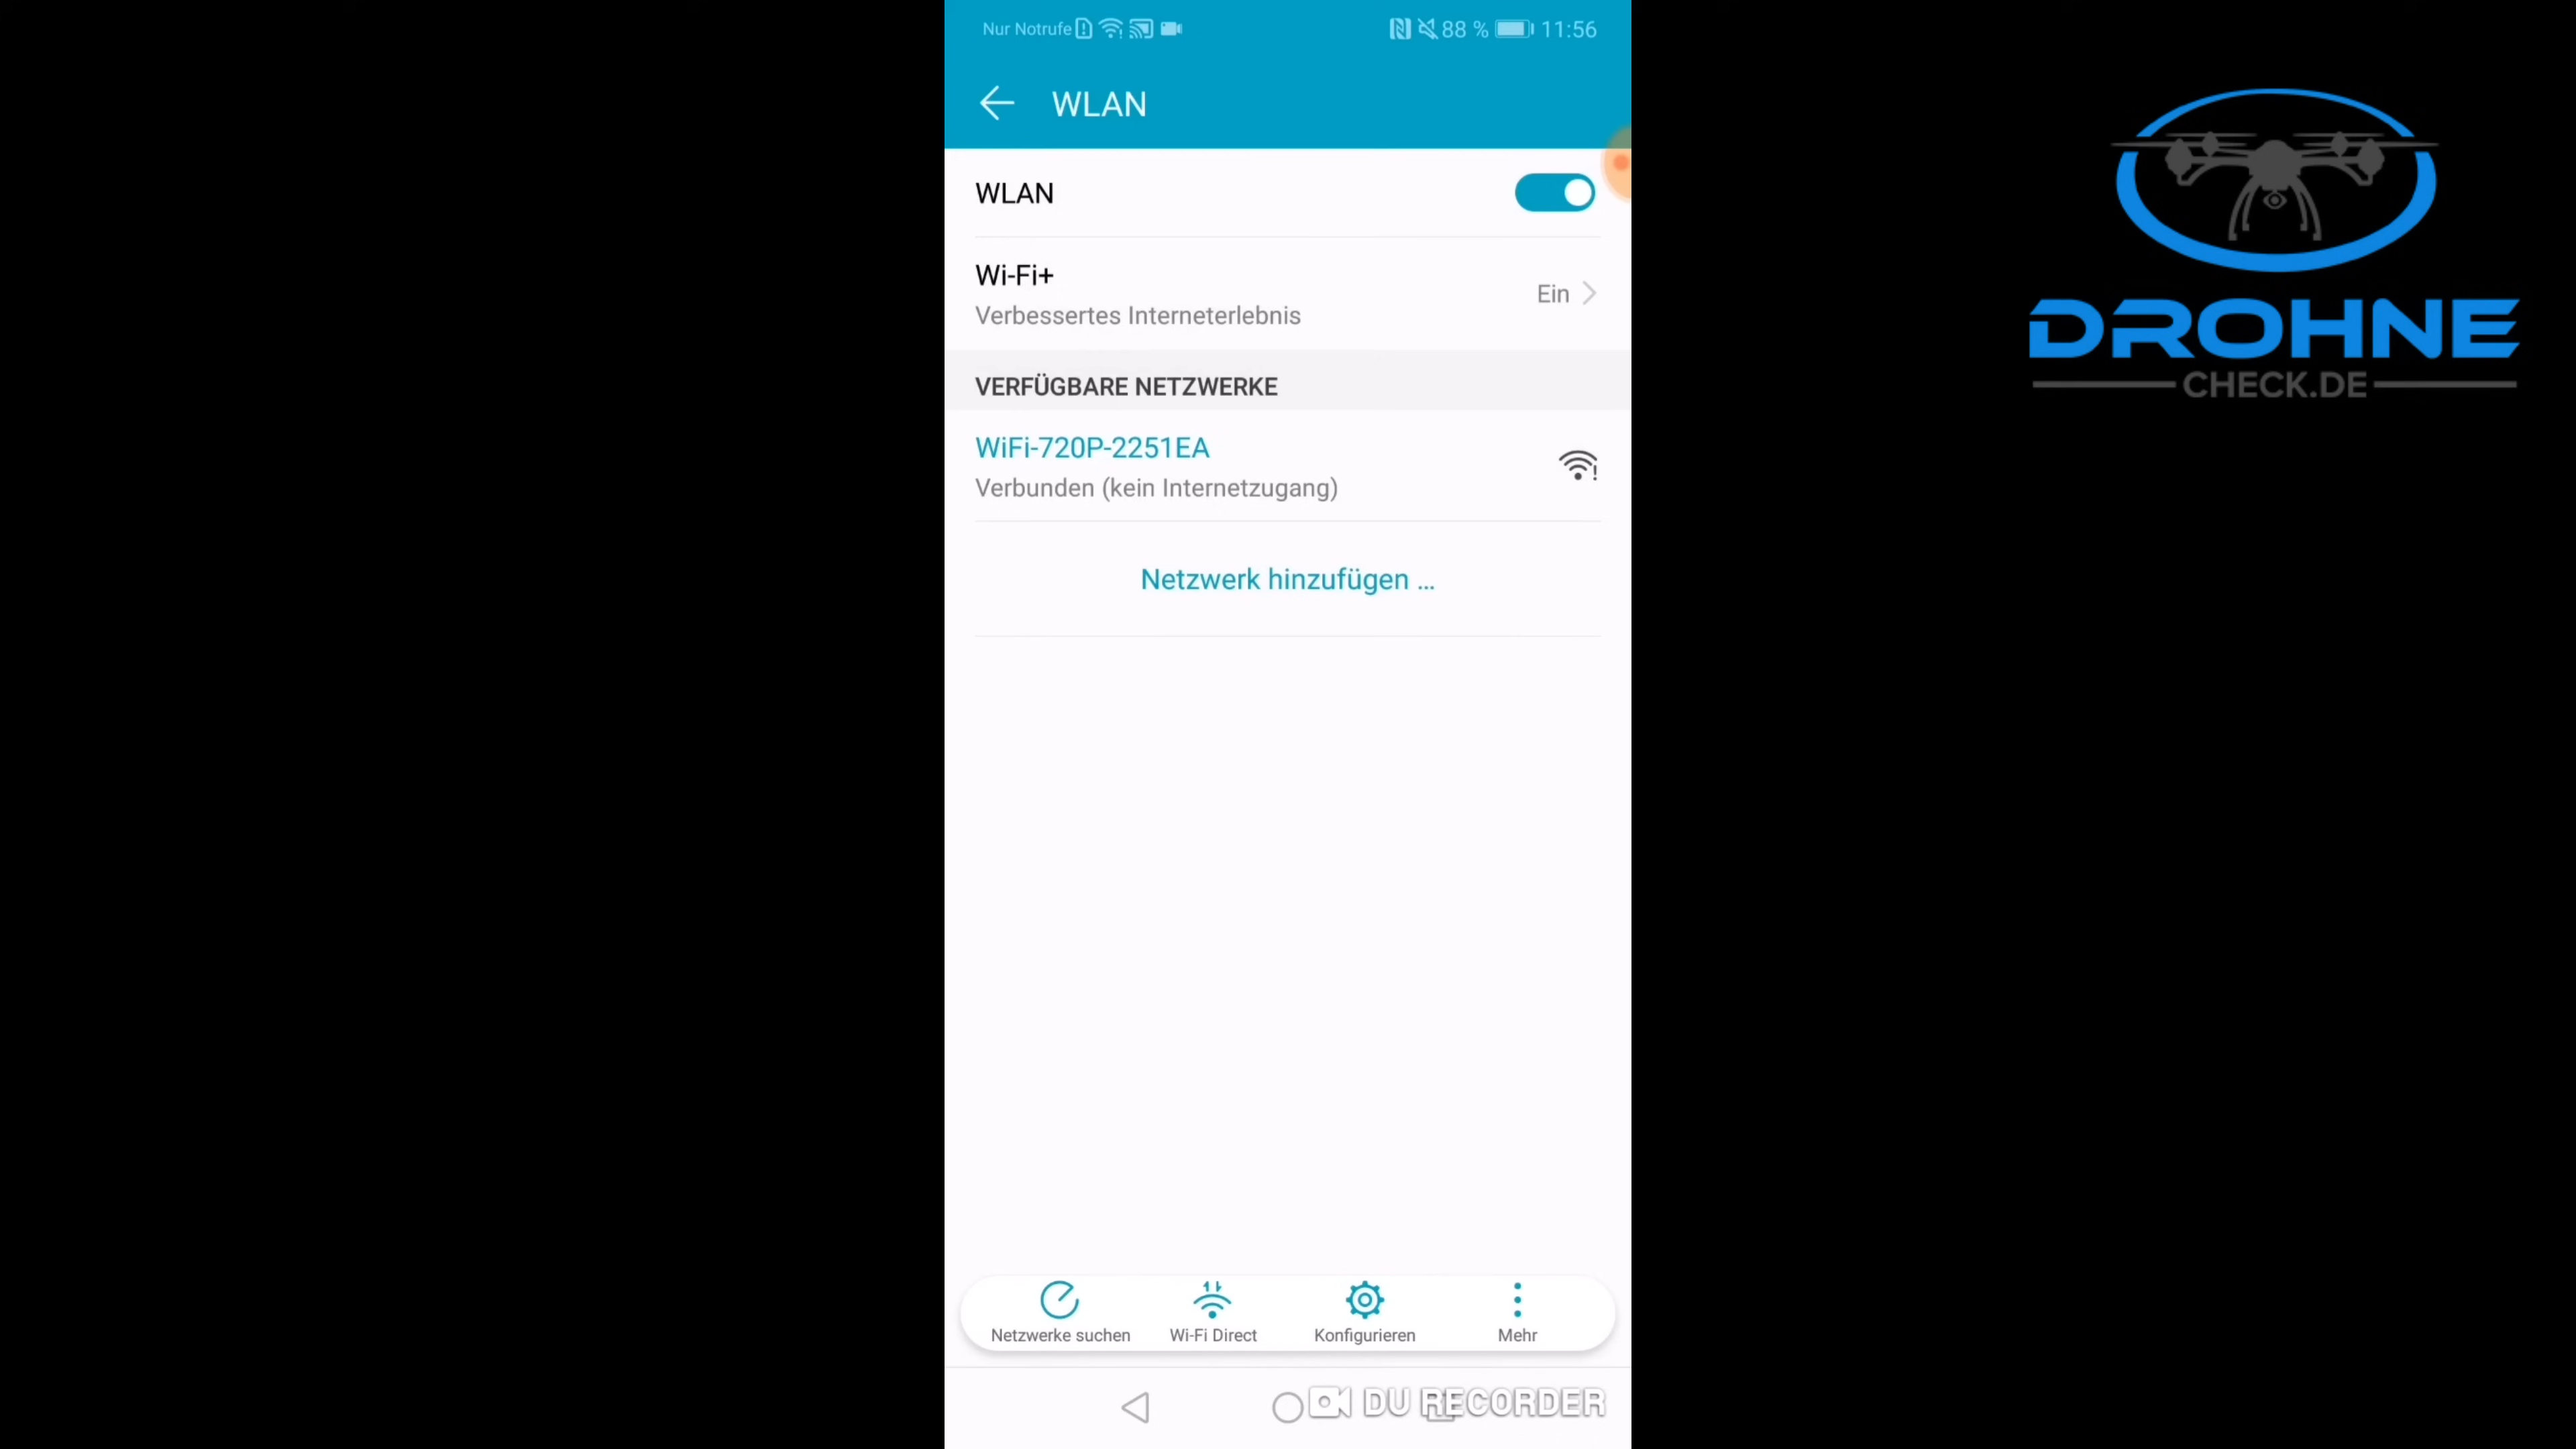 Nur Notrufe 88 % 11:56
WLAN
WLAN
Wi-Fi+
Verbessertes Interneterlebnis
Ein
VERFÜGBARE NETZWERKE
WiFi-720P-2251EA
Verbunden (kein Internetzugang)
Netzwerk hinzufügen ...
Netzwerke suchen Wi-Fi Direct Konfigurieren Mehr
DU RECORDER
DROHNE
CHECK.DE